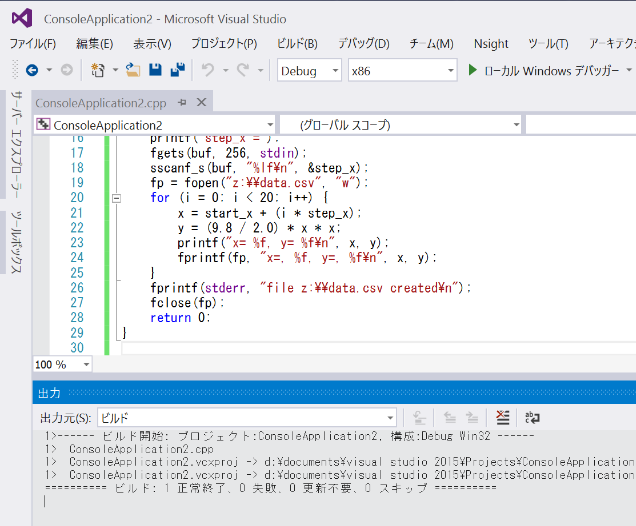 ConsoleApplication2 - Microsoft Visual Studio
ファイル(F) 編集(E) 表示(V) プロジェクト(P) ビルド(B) デバッグ(D) チーム(M) Nsight ツール(T) アーキテク
Debug x86 ローカル Windows デバッガー
サーバー エクスプローラー
ツールボックス
ConsoleApplication2.cpp
ConsoleApplication2 (グローバル スコープ)
16 printf("step_x = ");
17 fgets(buf, 256, stdin);
18 sscanf_s(buf, "%lf¥n", &step_x);
19 fp = fopen("z:¥¥data.csv", "w");
20 for (i = 0; i < 20; i++) {
21 x = start_x + (i * step_x);
22 y = (9.8 / 2.0) * x * x;
23 printf("x= %f, y= %f¥n", x, y);
24 fprintf(fp, "x=, %f, y=, %f¥n", x, y);
25 }
26 fprintf(stderr, "file z:¥¥data.csv created¥n");
27 fclose(fp);
28 return 0;
29 }
30
100 %
出力
出力元(S): ビルド
1>------ ビルド開始: プロジェクト:ConsoleApplication2, 構成:Debug Win32 ------
1> ConsoleApplication2.cpp
1> ConsoleApplication2.vcxproj -> d:¥documents¥visual studio 2015¥Projects¥ConsoleApplication
1> ConsoleApplication2.vcxproj -> d:¥documents¥visual studio 2015¥Projects¥ConsoleApplication
========== ビルド: 1 正常終了、0 失敗、0 更新不要、0 スキップ ==========